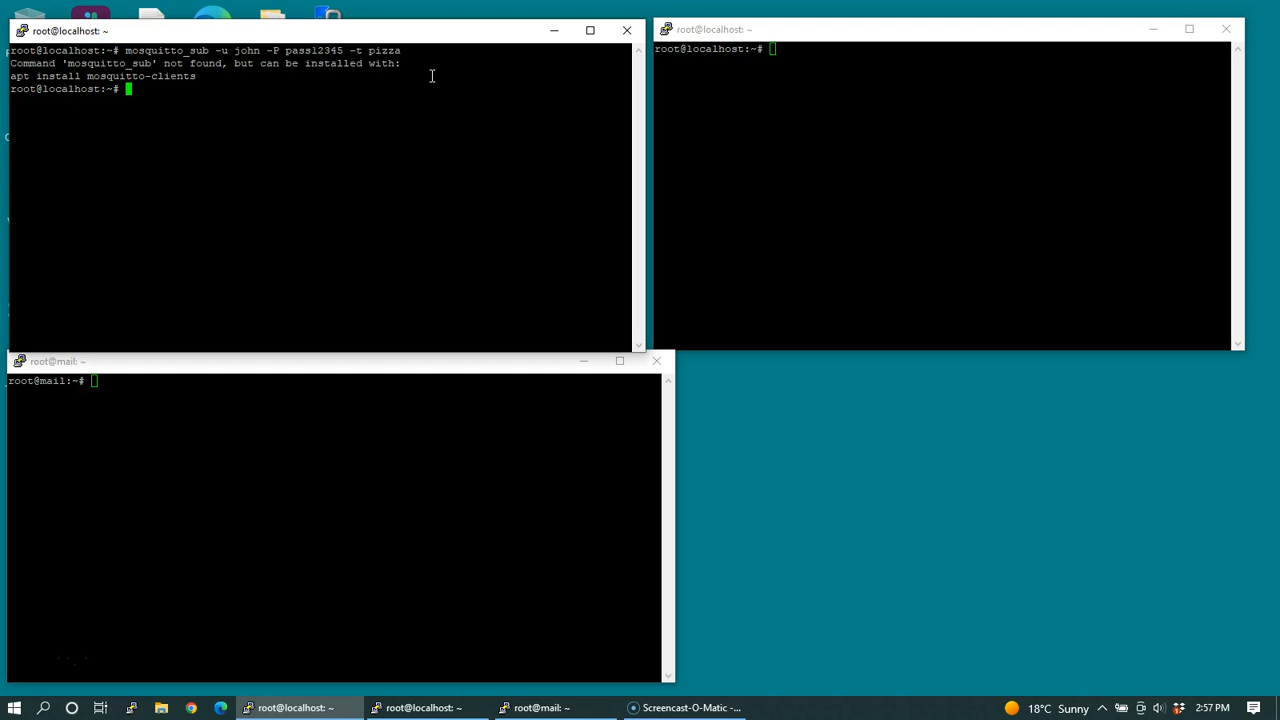 root@localhost: ~
root@localhost:~# mosquitto_sub -u john -P pass12345 -t pizza
Command 'mosquitto_sub' not found, but can be installed with:
apt install mosquitto-clients
root@localhost:~#
root@localhost: ~
root@localhost:~#
root@mail: ~
root@mail:~#
root@localhost: ~
root@localhost: ~
root@mail: ~
Screencast-O-Matic -...
18°C Sunny
2:57 PM